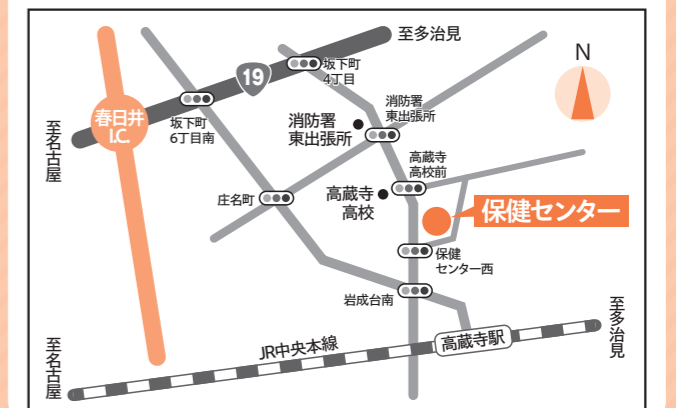 至多治見
19
坂下町
4丁目
N
春日井
I.C.
至名古屋
坂下町
6丁目南
消防署
東出張所
消防署
東出張所
高蔵寺
高校前
庄名町
高蔵寺
高校
保健センター
保健
センター西
岩成台南
至多治見
至名古屋
JR中央本線
高蔵寺駅